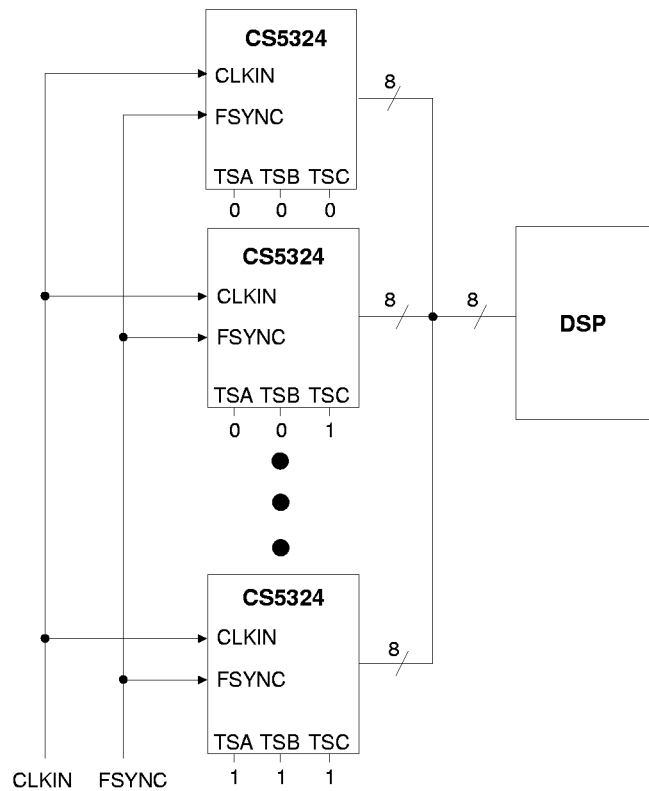 CS5324
CLKIN
8
FSYNC
TSA TSB TSC
0 0 0
CS5324
CLKIN
8
8
FSYNC
DSP
TSA TSB TSC
0 0 1
CS5324
CLKIN
8
FSYNC
TSA TSB TSC
1 1 1
CLKIN FSYNC